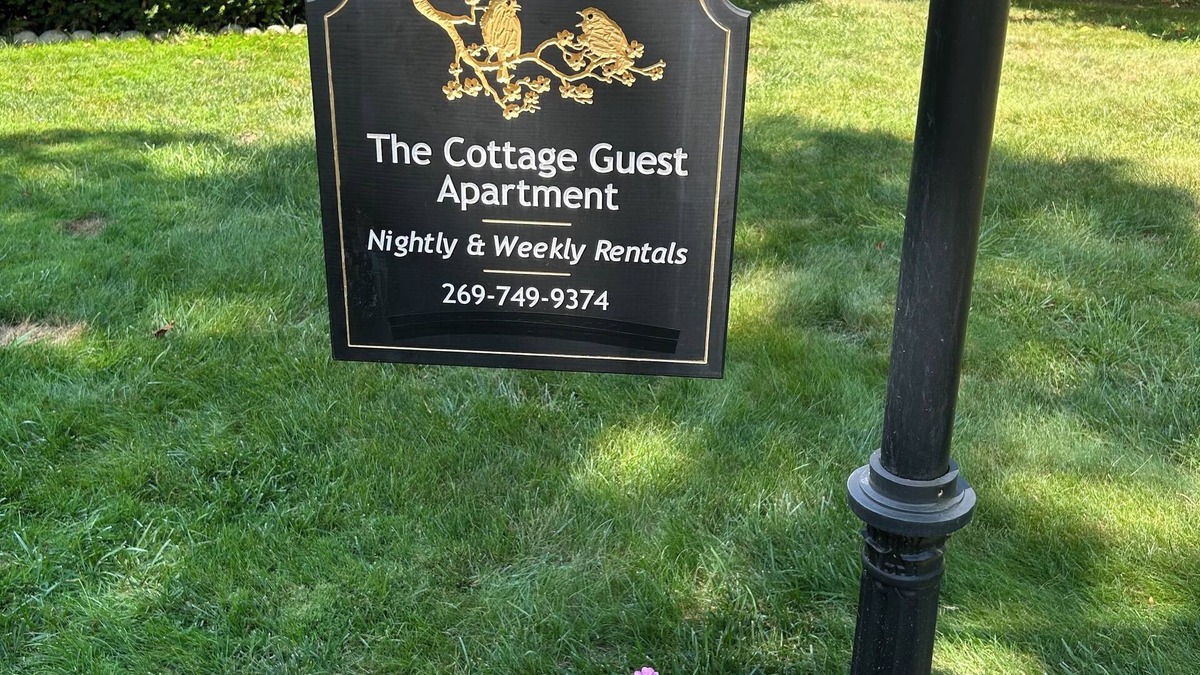 The Cottage Guest
Apartment
Nightly & Weekly Rentals
269-749-9374